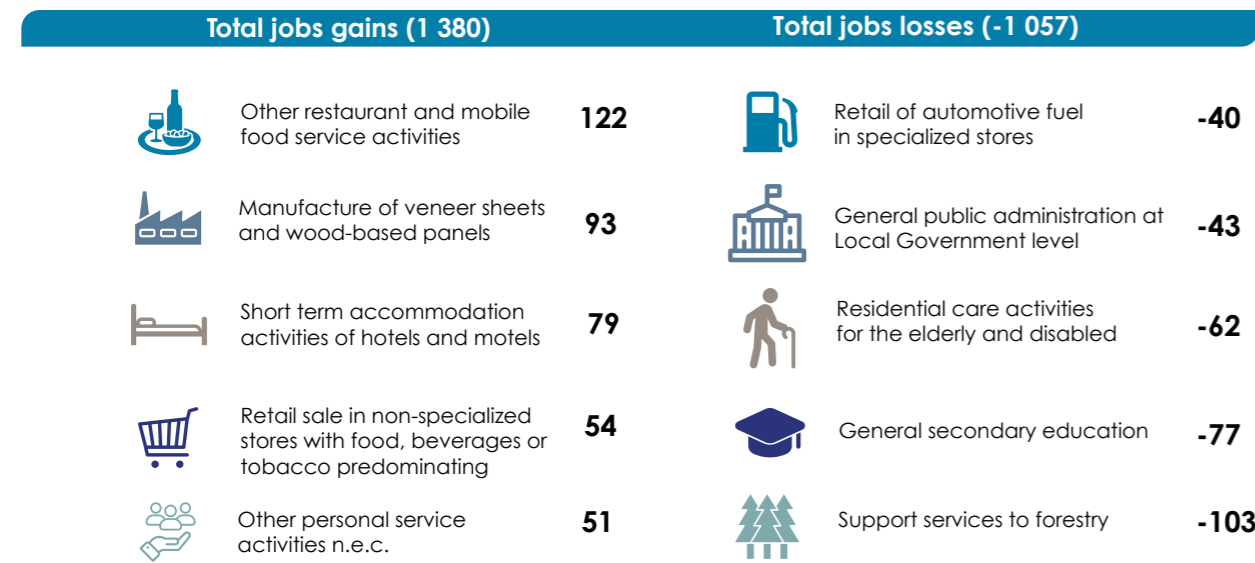 Total jobs gains (1 380)
Other restaurant and mobile
food service activities
122
Manufacture of veneer sheets
and wood-based panels
93
Short term accommodation
activities of hotels and motels
79
Retail sale in non-specialized
stores with food, beverages or
tobacco predominating
54
Other personal service
activities n.e.c.
51
Total jobs losses (-1 057)
Retail of automotive fuel
in specialized stores
-40
General public administration at
Local Government level
-43
Residential care activities
for the elderly and disabled
-62
General secondary education
-77
Support services to forestry
-103